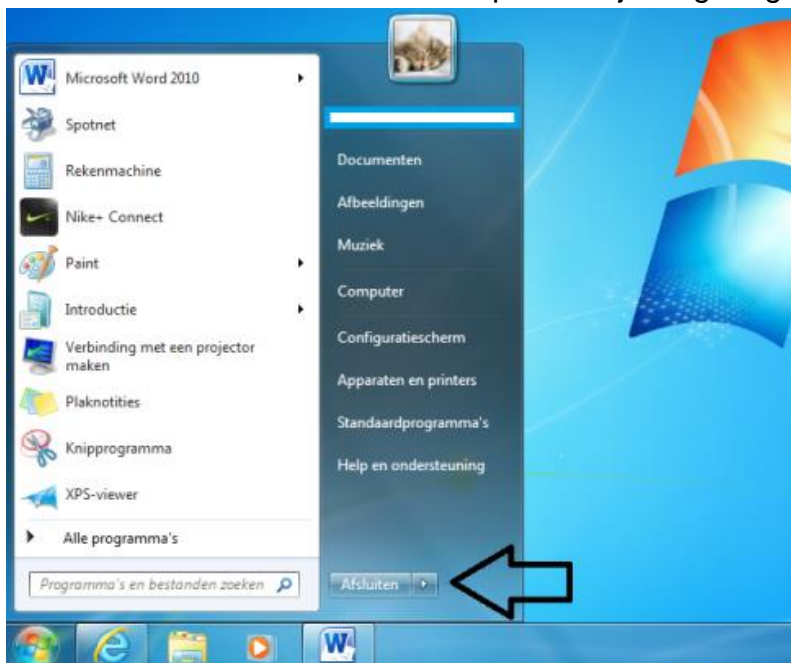 Microsoft Word 2010
Spotnet
Rekenmachine
Nike+ Connect
Paint
Introductie
Verbinding met een projector
maken
Plaknotities
Knipprogramma
XPS-viewer
Alle programma's
Programma's en bestanden zoeken
Documenten
Afbeeldingen
Muziek
Computer
Configuratiescherm
Apparaten en printers
Standaardprogramma's
Help en ondersteuning
Afsluiten